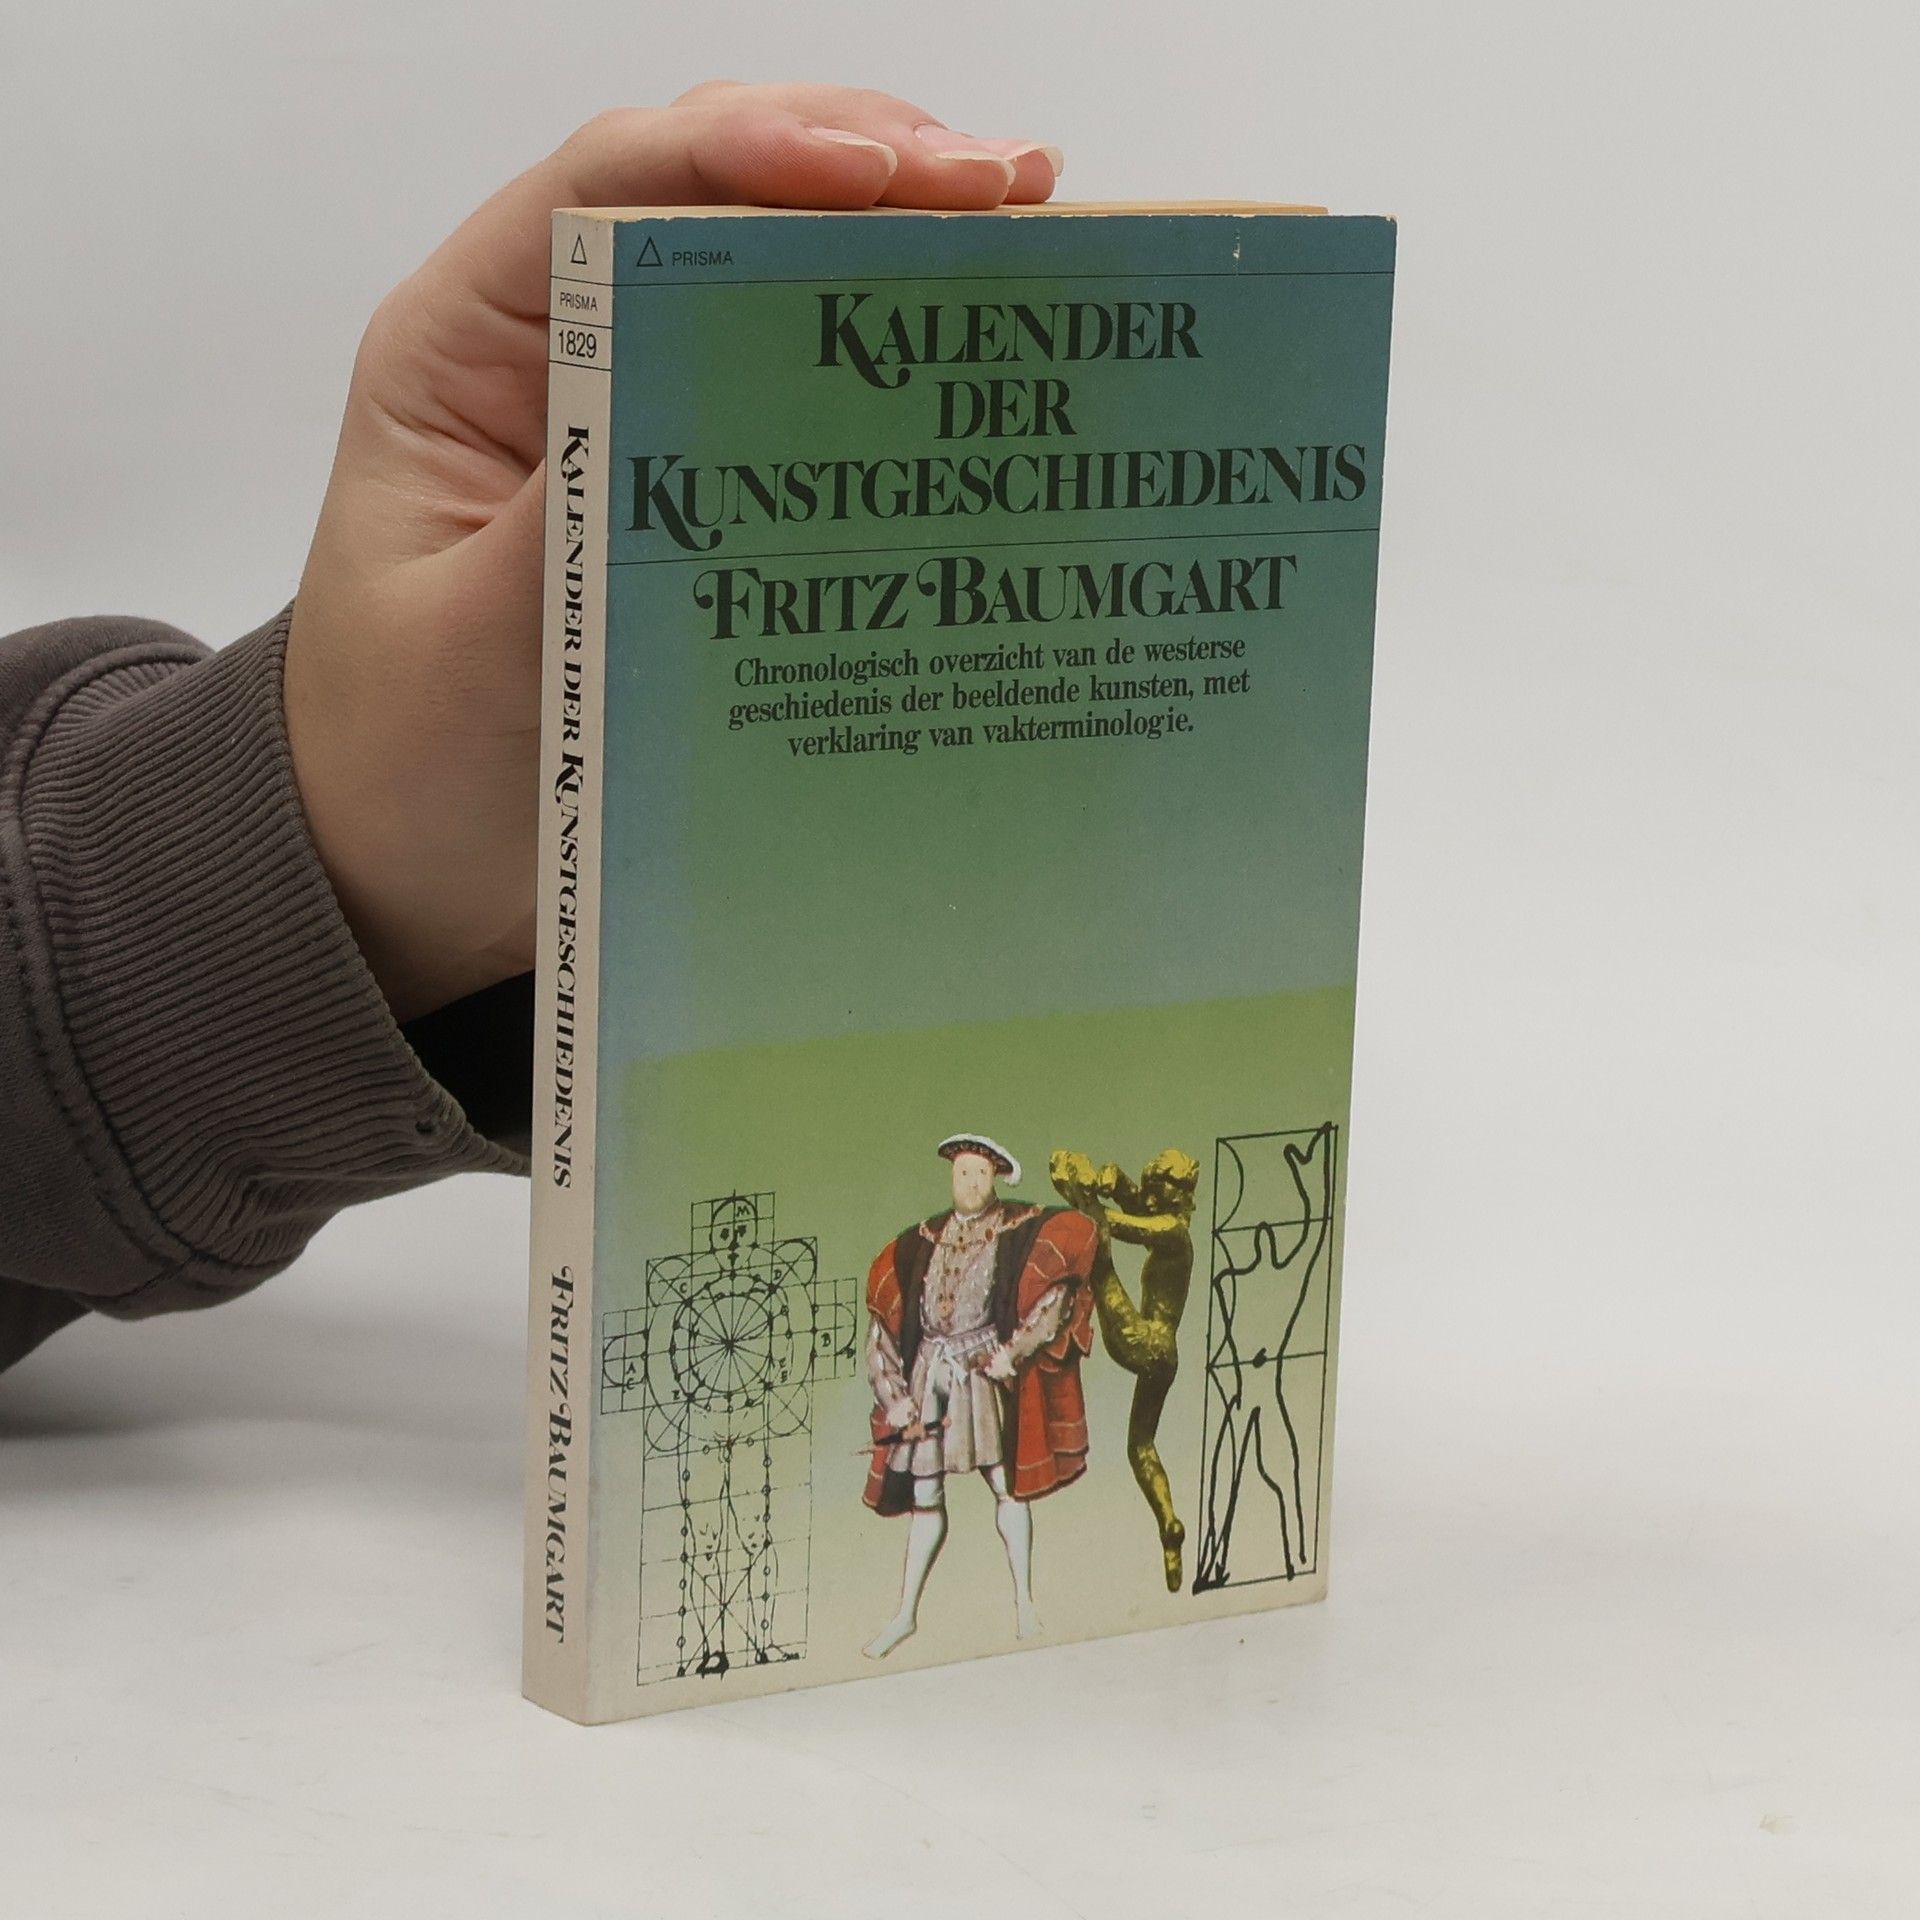 PRISMA
1829
KALENDER DER KUNSTGESCHIEDENIS
FRITZ BAUMGART
PRISMA
KALENDER
DER
KUNSTGESCHIEDENIS
FRITZ BAUMGART
Chronologisch overzicht van de westerse
geschiedenis der beeldende kunsten, met
verklaring van vakterminologie.